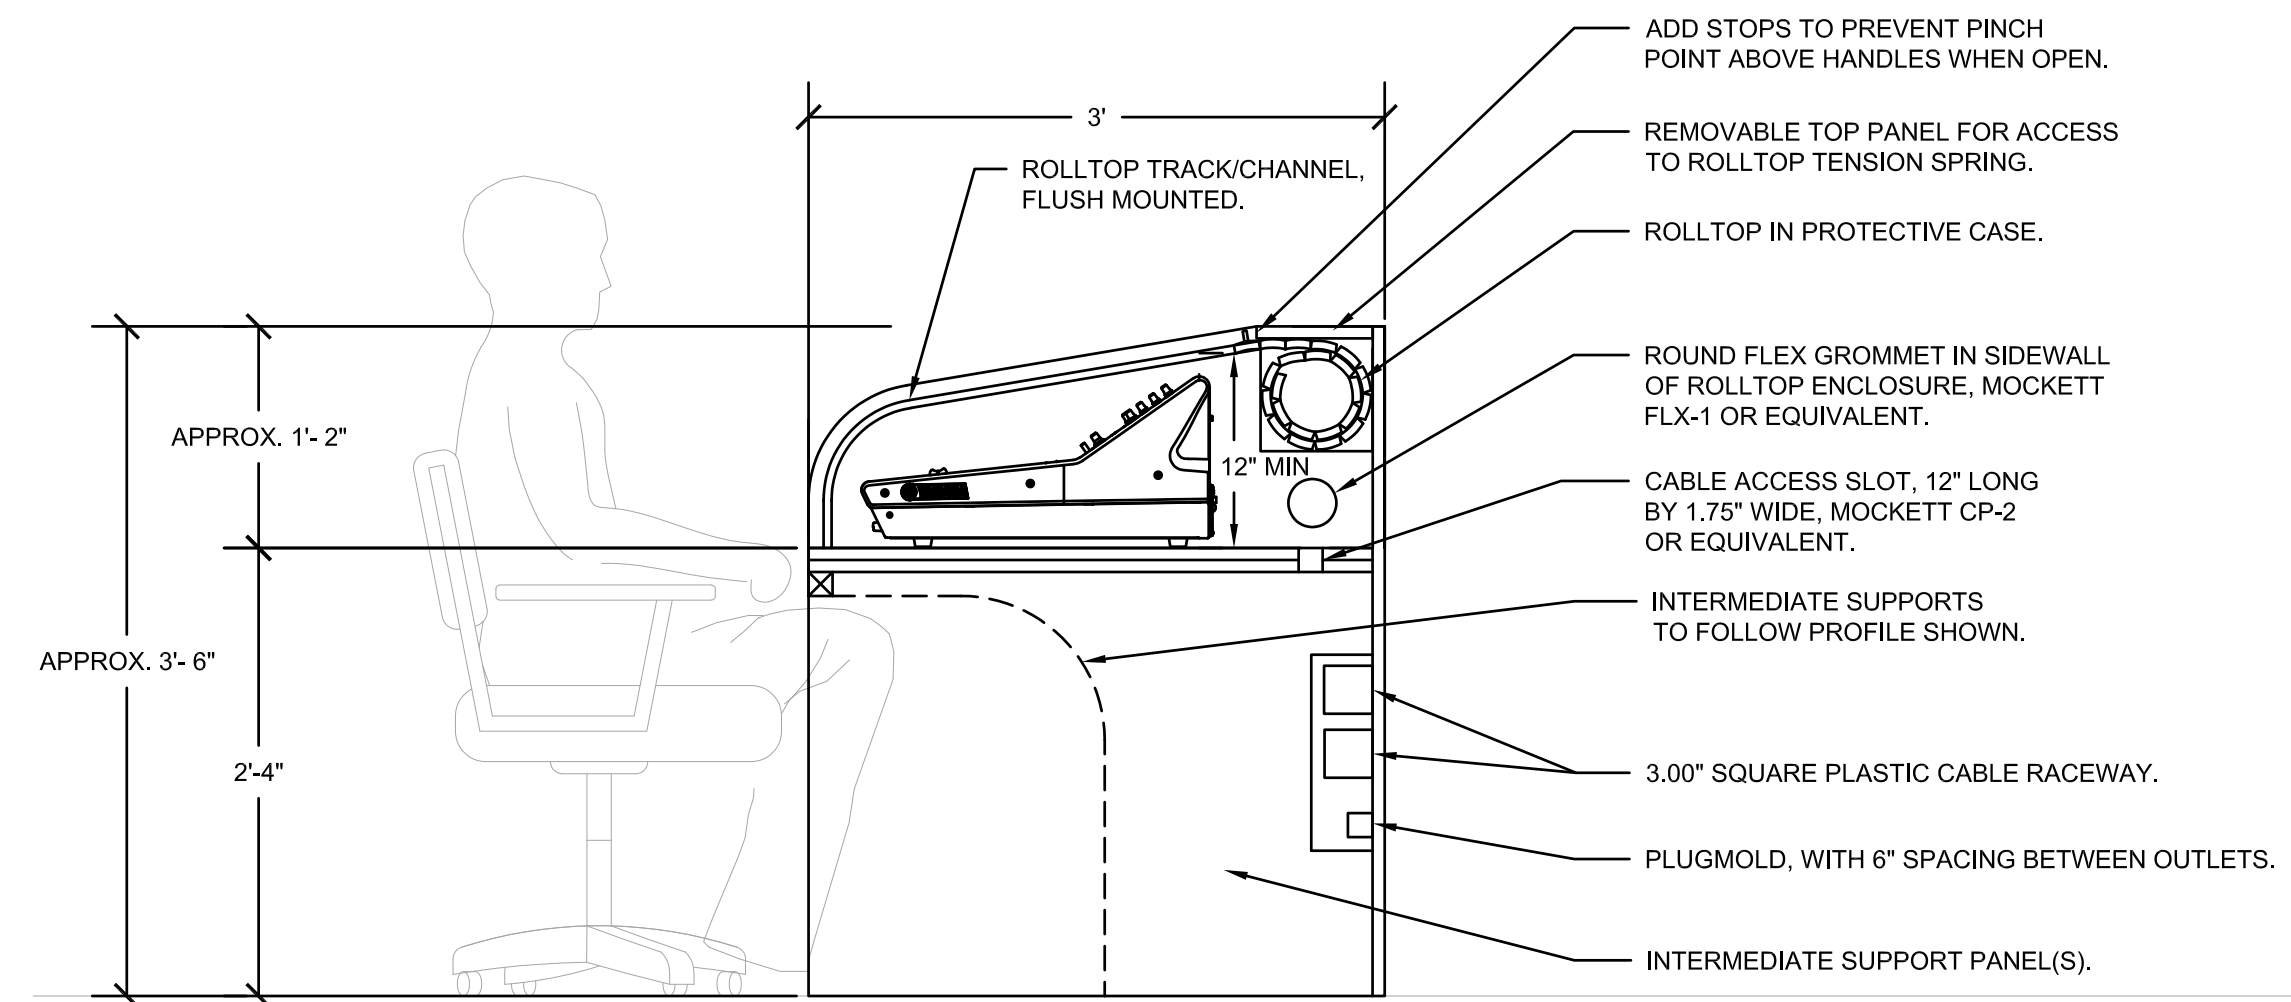 ADD STOPS TO PREVENT PINCH
POINT ABOVE HANDLES WHEN OPEN.
3'
REMOVABLE TOP PANEL FOR ACCESS
TO ROLLTOP TENSION SPRING.
ROLLTOP TRACK/CHANNEL,
FLUSH MOUNTED.
ROLLTOP IN PROTECTIVE CASE.
ROUND FLEX GROMMET IN SIDEWALL
OF ROLLTOP ENCLOSURE, MOCKETT
FLX-1 OR EQUIVALENT.
APPROX. 1'- 2"
12" MIN
CABLE ACCESS SLOT, 12" LONG
BY 1.75" WIDE, MOCKETT CP-2
OR EQUIVALENT.
INTERMEDIATE SUPPORTS
TO FOLLOW PROFILE SHOWN.
APPROX. 3'- 6"
2'-4"
3.00" SQUARE PLASTIC CABLE RACEWAY.
PLUGMOLD, WITH 6" SPACING BETWEEN OUTLETS.
INTERMEDIATE SUPPORT PANEL(S).